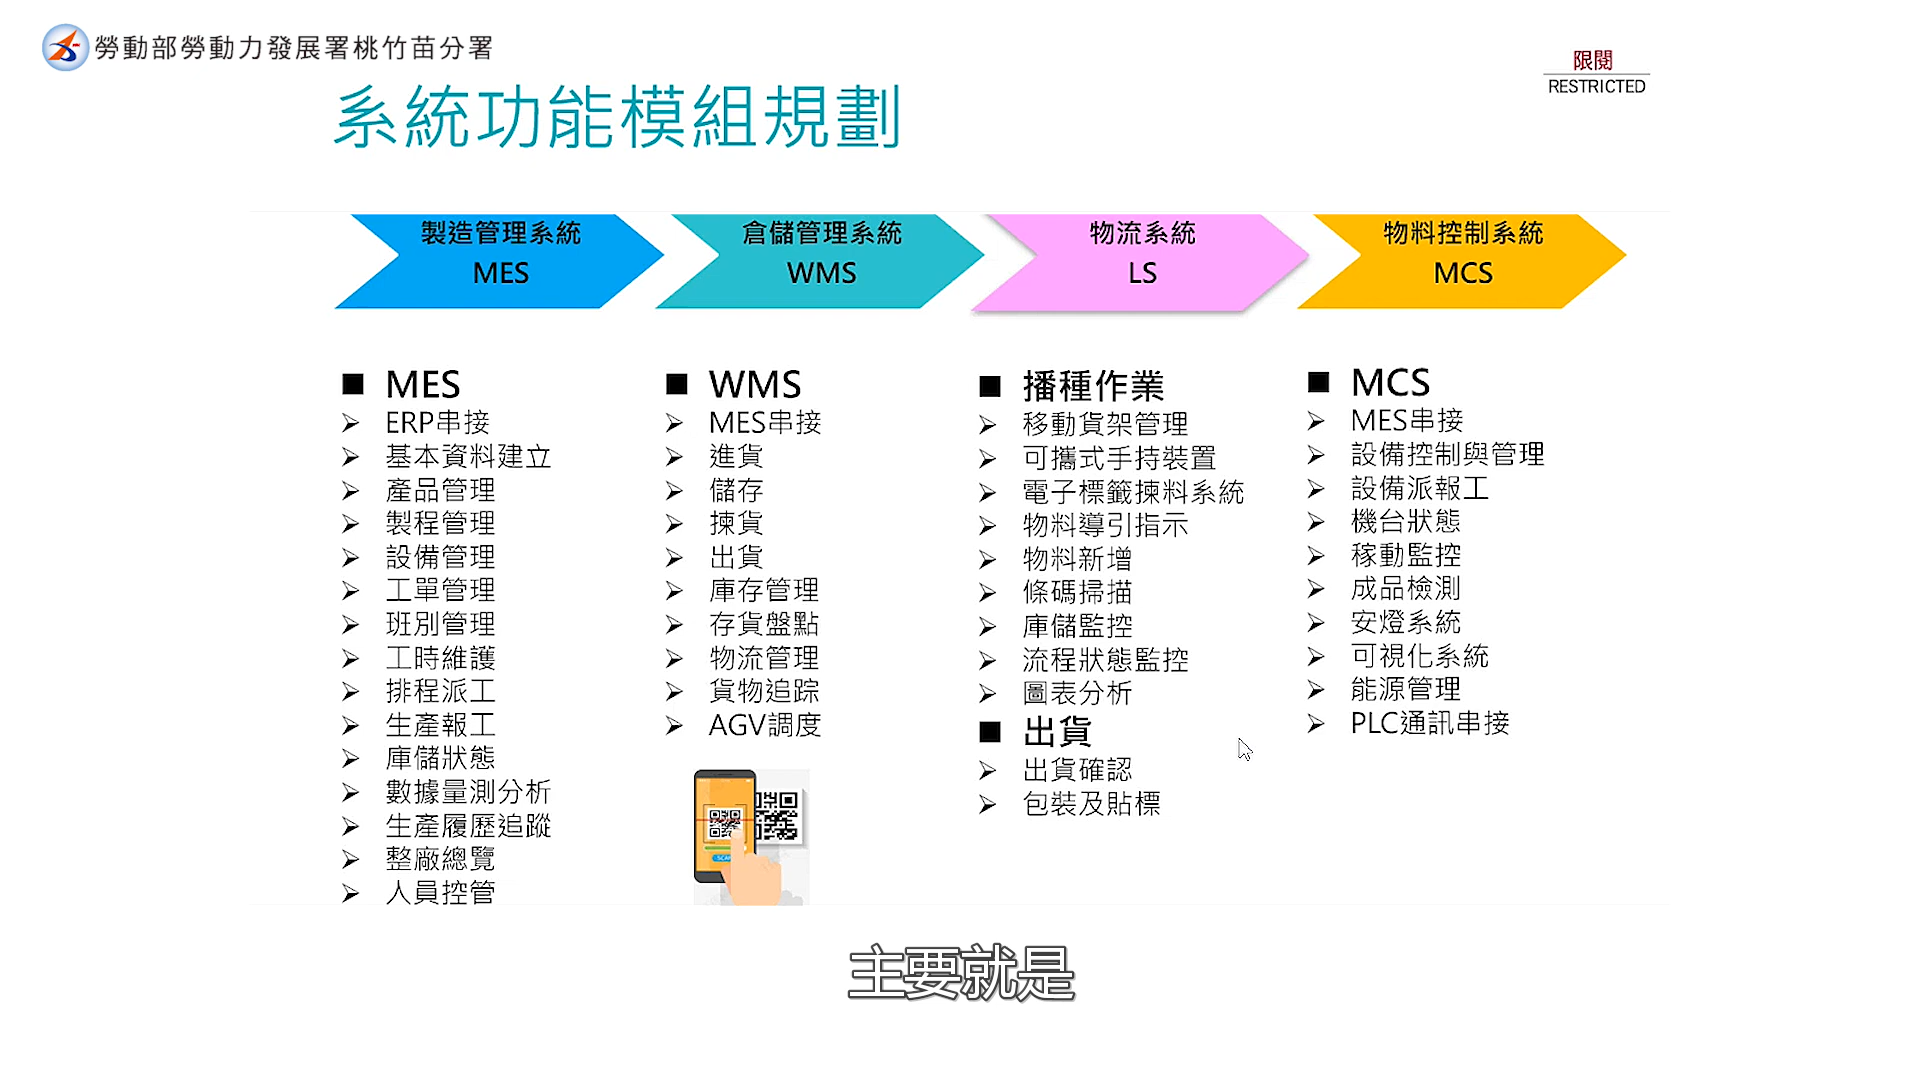 勞動部勞動力發展署桃竹苗分署
限閱
RESTRICTED
系統功能模組規劃
製造管理系統
MES
倉儲管理系統
WMS
物流系統
LS
物料控制系統
MCS
■ MES
➢ ERP串接
➢ 基本資料建立
➢ 產品管理
➢ 製程管理
➢ 設備管理
➢ 工單管理
➢ 班別管理
➢ 工時維護
➢ 排程派工
➢ 生產報工
➢ 庫儲狀態
➢ 數據量測分析
➢ 生產履歷追蹤
➢ 整廠總覽
➢ 人員控管
■ WMS
➢ MES串接
➢ 進貨
➢ 儲存
➢ 揀貨
➢ 出貨
➢ 庫存管理
➢ 存貨盤點
➢ 物流管理
➢ 貨物追踪
➢ AGV調度
■ 播種作業
➢ 移動貨架管理
➢ 可攜式手持裝置
➢ 電子標籤揀料系統
➢ 物料導引指示
➢ 物料新增
➢ 條碼掃描
➢ 庫儲監控
➢ 流程狀態監控
➢ 圖表分析
■ 出貨
➢ 出貨確認
➢ 包裝及貼標
■ MCS
➢ MES串接
➢ 設備控制與管理
➢ 設備派報工
➢ 機台狀態
➢ 稼動監控
➢ 成品檢測
➢ 安燈系統
➢ 可視化系統
➢ 能源管理
➢ PLC通訊串接
主要就是